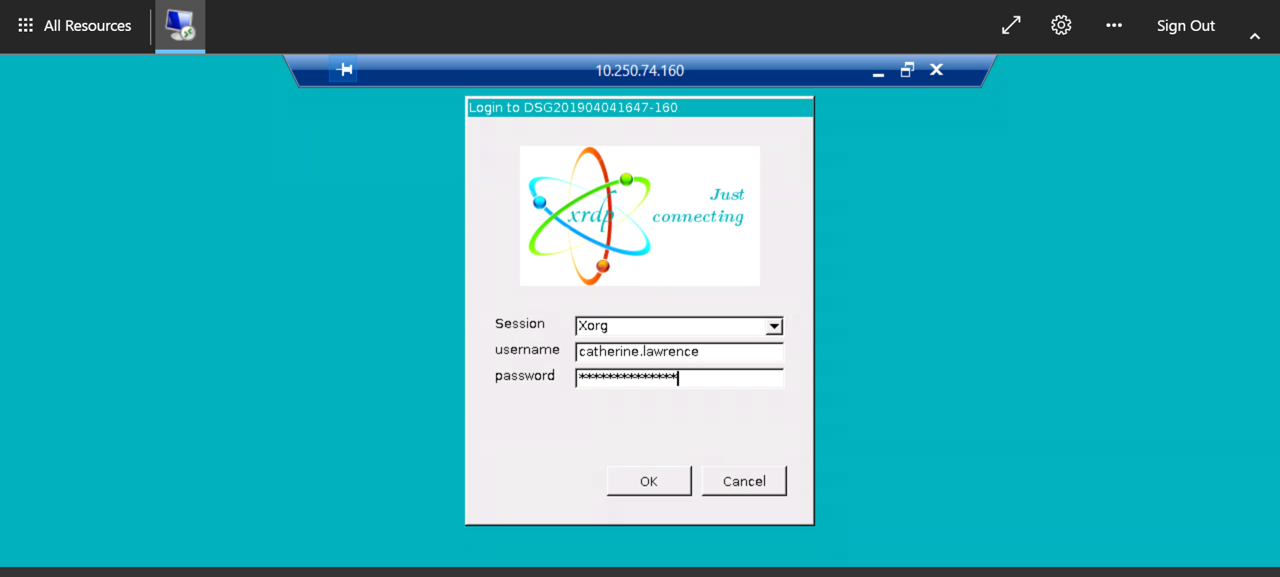 All Resources
Sign Out
10.250.74.160
Login to DSG201904041647-160
xrdp
Just
connecting
Session
Xorg
username
catherine.lawrence
password
**************
OK
Cancel